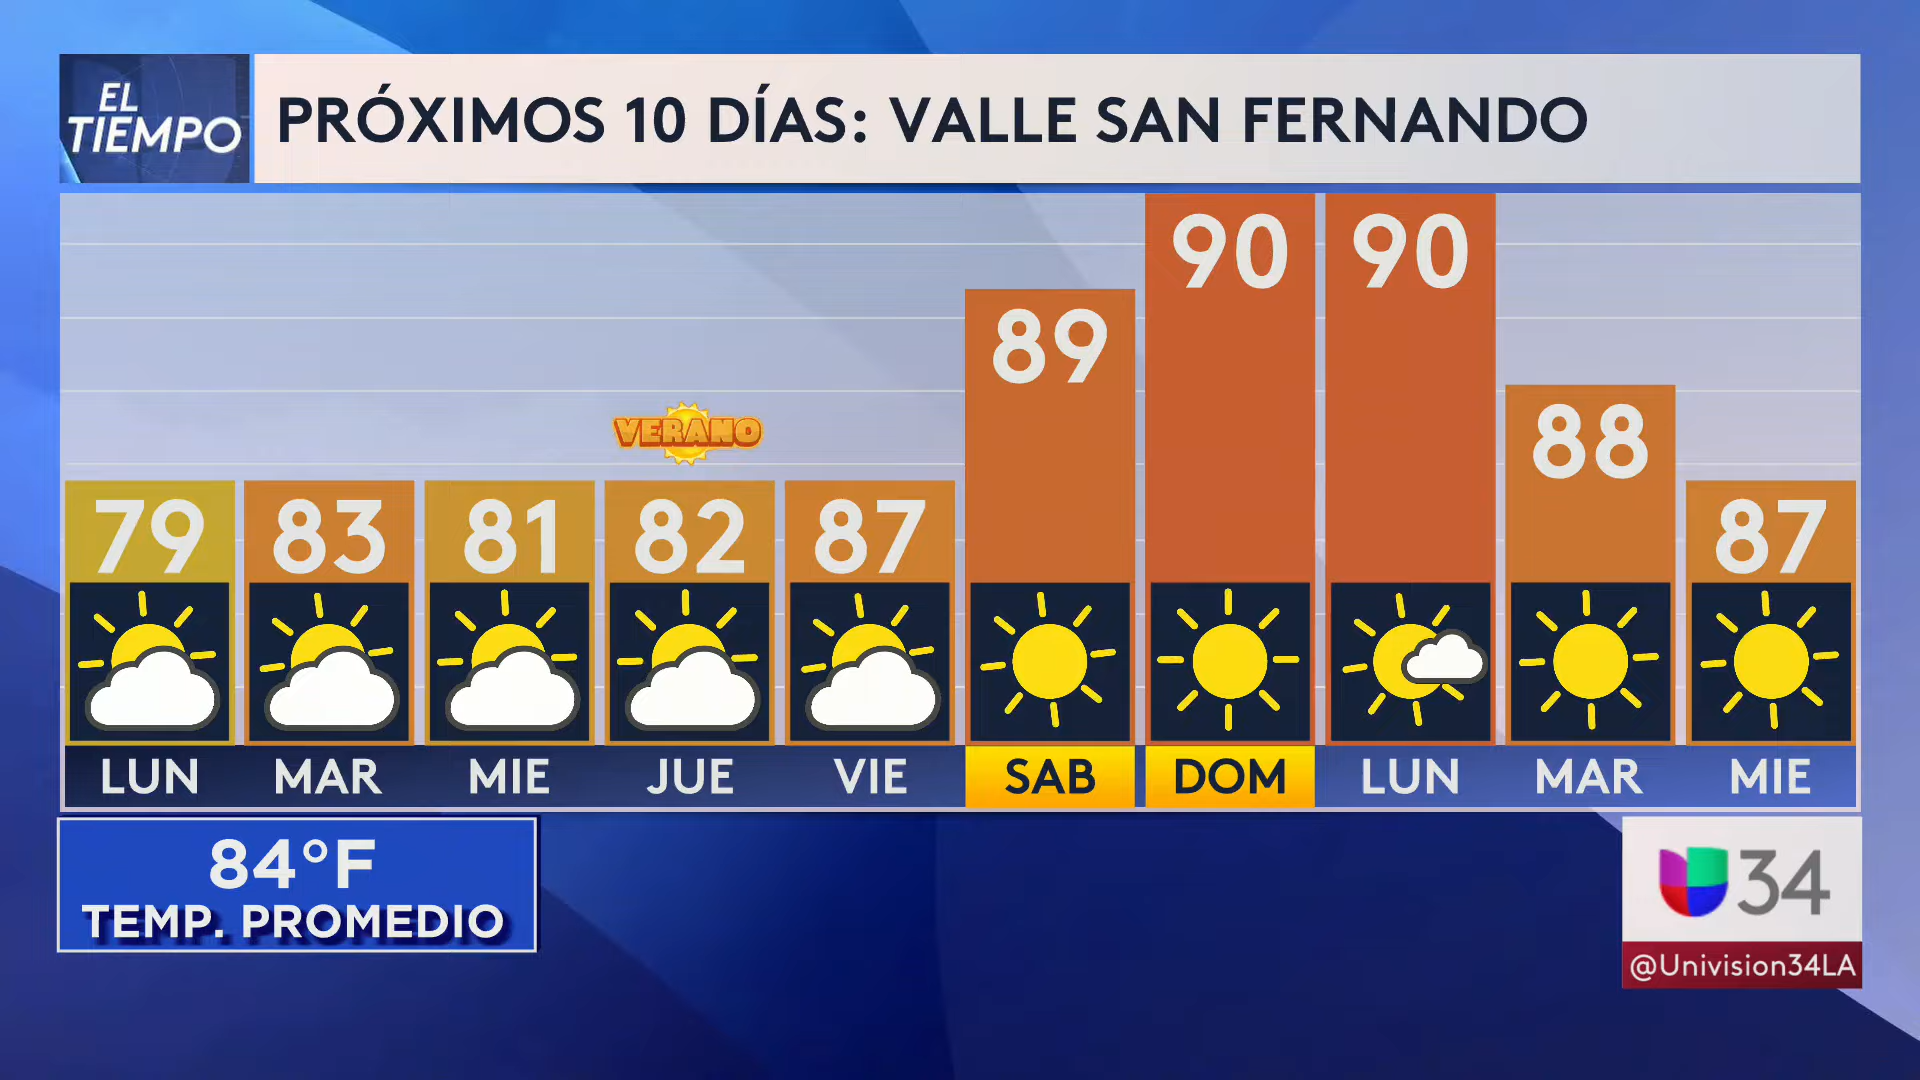 EL
TIEMPO
PRÓXIMOS 10 DÍAS: VALLE SAN FERNANDO
90 90
89
VERANO
88
79 83 81 82 87 87
LUN MAR MIE JUE VIE SAB DOM LUN MAR MIE
84°F
TEMP. PROMEDIO
34
@Univision34LA